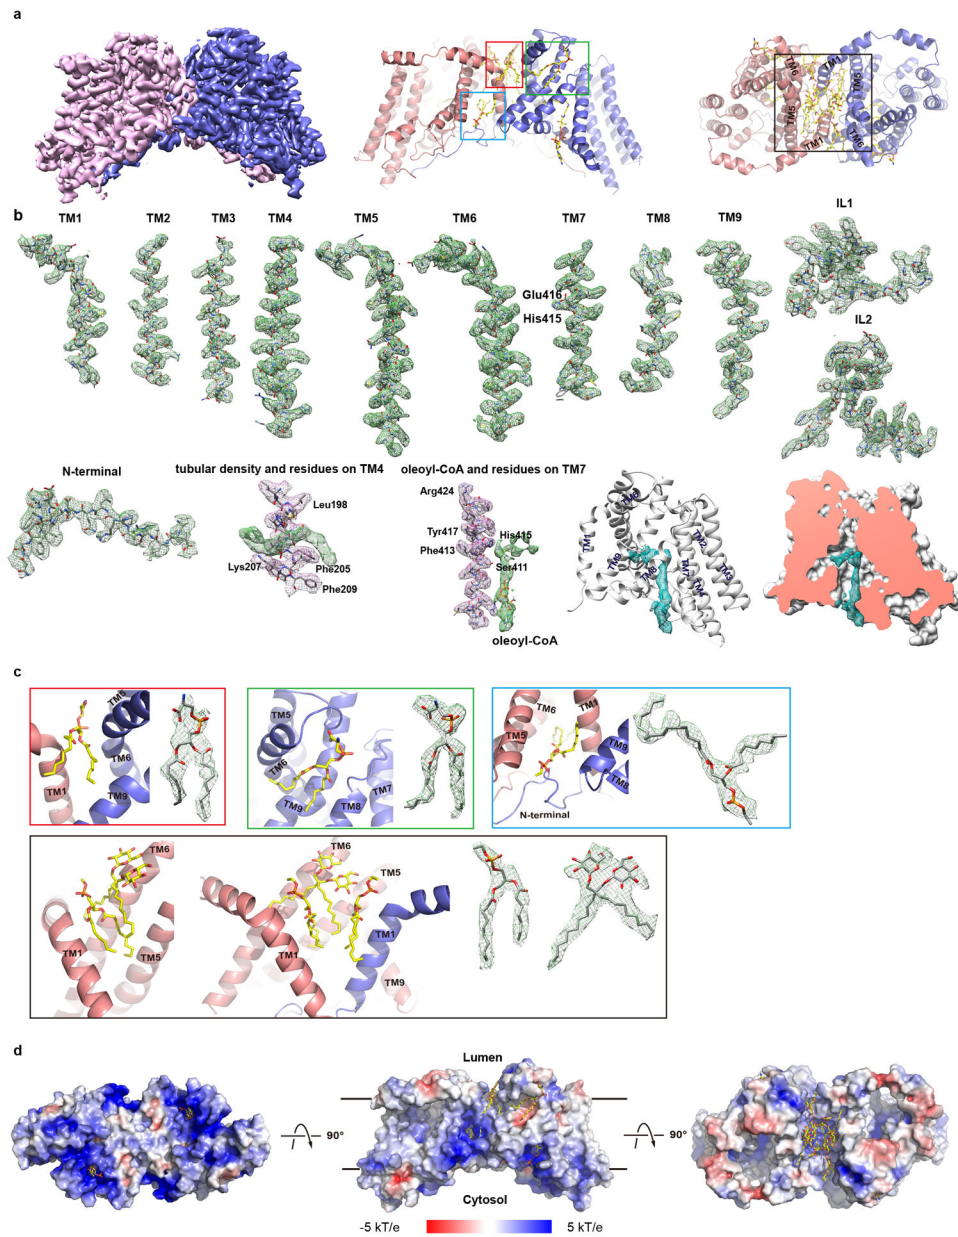 a
TM6
TM1
TM5
TM5
TM1
TM6
b
TM1
TM2
TM3
TM4
TM5
TM6
TM7
TM8
TM9
IL1
Glu416
His415
IL2
N-terminal
tubular density and residues on TM4
oleoyl-CoA and residues on TM7
Leu198
Lys207
Phe205
Phe209
Arg424
Tyr417
Phe413
His415
Ser411
oleoyl-CoA
TM1
TM9
TM8
TM2
TM7
TM3
c
TM5
TM6
TM1
TM9
TM5
TM6
TM9
TM8
TM7
TM6
TM1
TM5
TM9
TM8
N-terminal
TM6
TM1
TM5
TM6
TM5
TM1
TM1
TM9
d
Lumen
90°
90°
Cytosol
-5 kT/e
5 kT/e